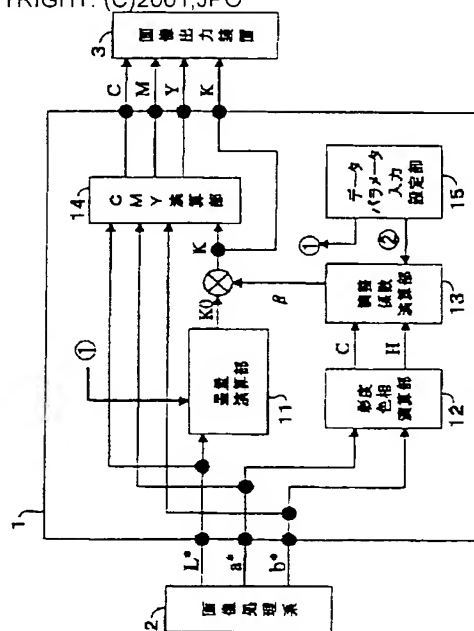 YRIGHT: (C)2001,JPO
3
画像出力装置
C
M
Y
K
14
CMY演算部
15
データ
パラメータ
入力
設定部
①
②
K
K0
β
13
調整
係数
演算部
①
11
墨量
演算部
C
H
12
彩度
色相
演算部
1
L*
a*
b*
2
画像処理系